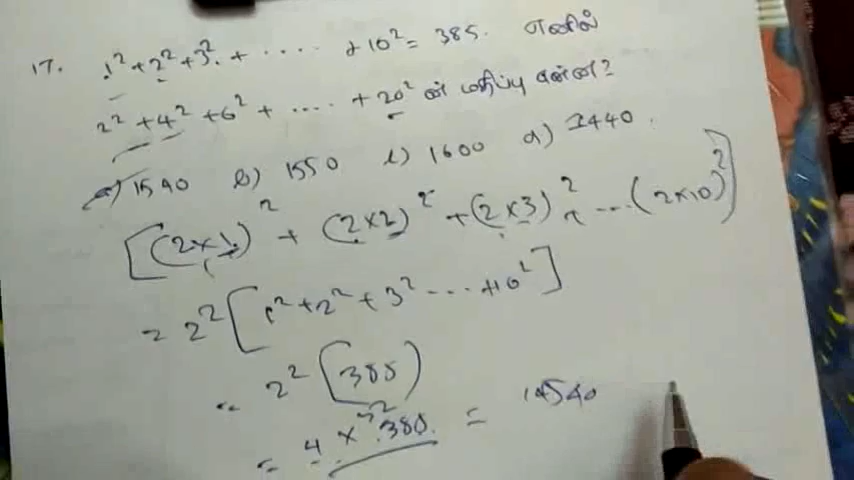 17. 1² + 2² + 3² + .... + 10² = 385. எனில்
2² + 4² + 6² + .... + 20² ன் மதிப்பு என்ன?
a) 1540 b) 1550 c) 1600 d) 1440.
[(2×1)² + (2×2)² + (2×3)² + ... (2×10)²]
= 2² [1² + 2² + 3² .... + 10²]
= 2² (385)
= 4 × 385. = 1540